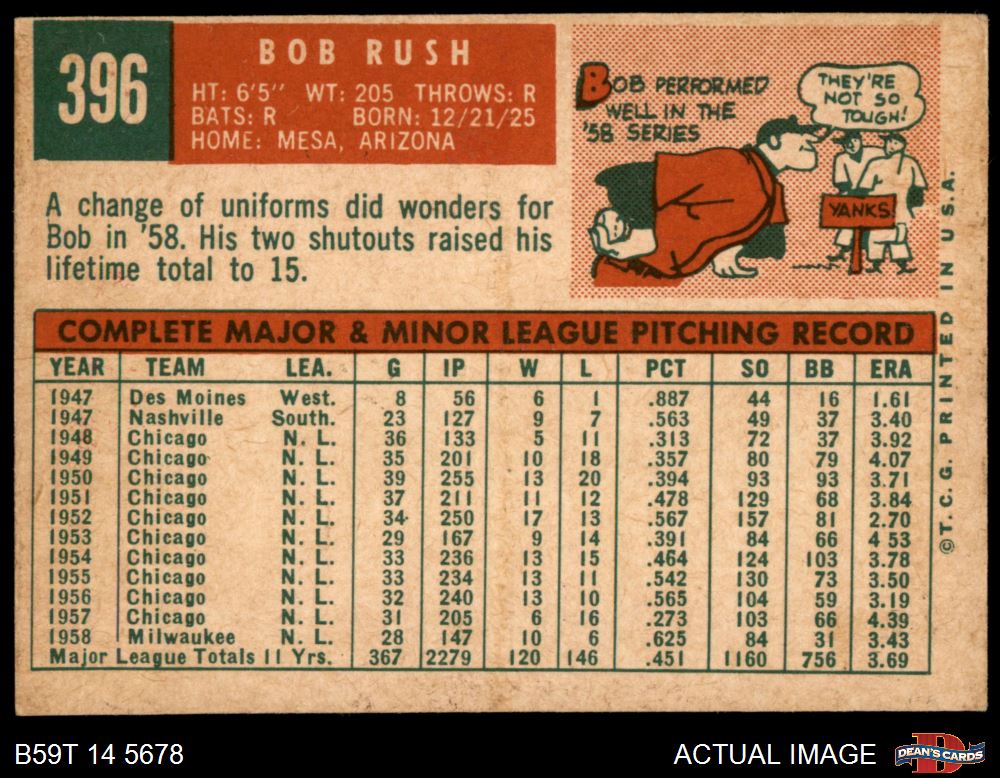 396
BOB RUSH
HT: 6'5" WT: 205 THROWS: R
BATS: R BORN: 12/21/25
HOME: MESA, ARIZONA
BOB PERFORMED
WELL IN THE
'58 SERIES
THEY'RE
NOT SO
TOUGH!
YANKS
A change of uniforms did wonders for
Bob in '58. His two shutouts raised his
lifetime total to 15.
COMPLETE MAJOR & MINOR LEAGUE PITCHING RECORD
YEAR TEAM LEA. G IP W L PCT SO BB ERA
1947 Des Moines West. 8 56 6 1 .887 44 16 1.61
1947 Nashville South. 23 127 9 7 .563 49 37 3.40
1948 Chicago N. L. 36 133 5 11 .313 72 37 3.92
1949 Chicago N. L. 35 201 10 18 .357 80 79 4.07
1950 Chicago N. L. 39 255 13 20 .394 93 93 3.71
1951 Chicago N. L. 37 211 11 12 .478 129 68 3.84
1952 Chicago N. L. 34 250 17 13 .567 157 81 2.70
1953 Chicago N. L. 29 167 9 14 .391 84 66 4 53
1954 Chicago N. L. 33 236 13 15 .464 124 103 3.78
1955 Chicago N. L. 33 234 13 11 .542 130 73 3.50
1956 Chicago N. L. 32 240 13 10 .565 104 59 3.19
1957 Chicago N. L. 31 205 6 16 .273 103 66 4.39
1958 Milwaukee N. L. 28 147 10 6 .625 84 31 3.43
Major League Totals 11 Yrs. 367 2279 120 146 .451 1160 756 3.69
©T.C.G. PRINTED IN U.S.A.
B59T 14 5678
ACTUAL IMAGE
D
DEAN'S CARDS